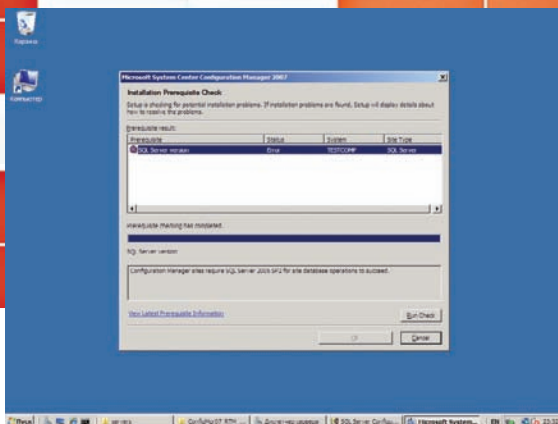 Корзина
Компьютер
Microsoft System Center Configuration Manager 2007
Installation Prerequisite Check
Setup is checking for potential installation problems. If installation problems are found, Setup will display details about how to resolve the problems.
Prerequisite result:
Prerequisite Status System Site Type
SQL Server version Error TESTCOMP SQL Server
Prerequisite checking has completed.
SQL Server version
Configuration Manager sites require SQL Server 2005 SP2 for site database operations to succeed.
View Latest Prerequisite Information
Run Check
OK
Cancel
Пуск
servers
ConfigMgr07 RTM ...
Диспетчер сервера
SQL Server Configu...
Microsoft System...
EN